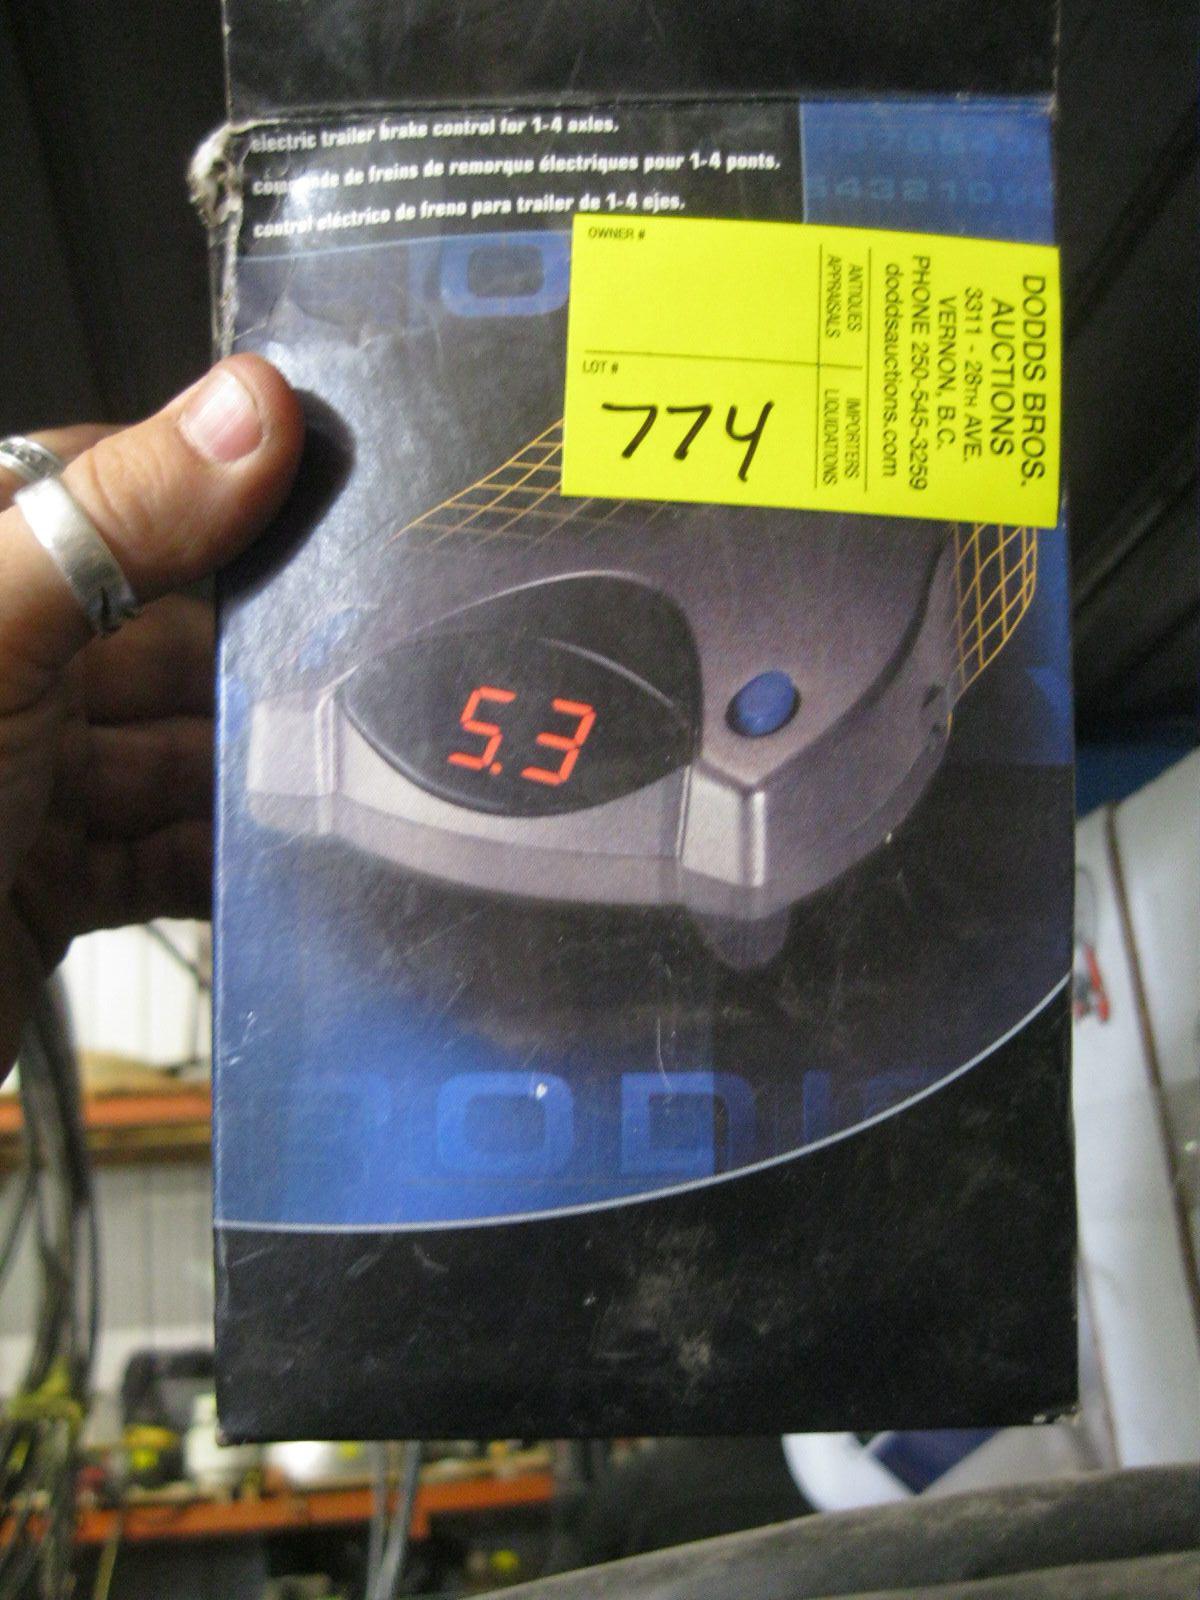 electric trailer brake control for 1-4 axles.
commande de freins de remorque électriques pour 1-4 ponts.
control eléctrico de freno para trailer de 1-4 ejes.
OWNER #
LOT #
774
DODDS BROS.
AUCTIONS
3311 - 28TH AVE.
VERNON, B.C.
PHONE 250-545-3259
doddsauctions.com
ANTIQUES IMPORTERS
APPRAISALS LIQUIDATIONS
5.3